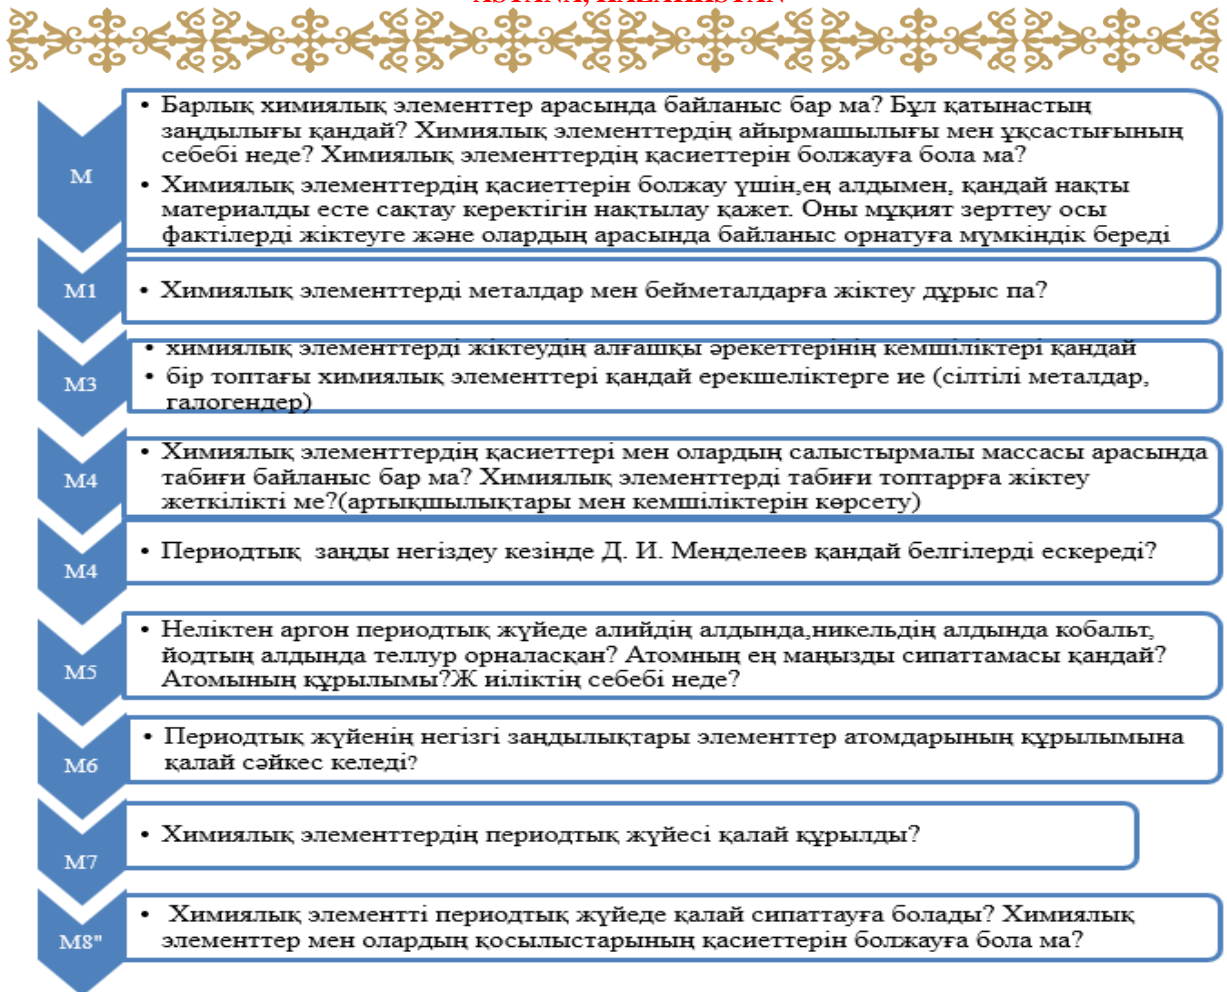 ASTANA, KAZAKHSTAN
М
• Барлық химиялық элементтер арасында байланыс бар ма? Бұл қатынастың
заңдылығы қандай? Химиялық элементтердің айырмашылығы мен ұқсастығының
себебі неде? Химиялық элементтердің қасиеттерін болжауға бола ма?
• Химиялық элементтердің қасиеттерін болжау үшін,ең алдымен, қандай нақты
материалды есте сақтау керектігін нақтылау қажет. Оны мұқият зерттеу осы
фактілерді жіктеуге және олардың арасында байланыс орнатуға мүмкіндік береді
М1
• Химиялық элементтерді металдар мен бейметалдарға жіктеу дұрыс па?
М3
• химиялық элементтерді жіктеудің алғашқы әрекеттерінің кемшіліктері қандай
• бір топтағы химиялық элементтері қандай ерекшеліктерге ие (сілтілі металдар,
галогендер)
М4
• Химиялық элементтердің қасиеттері мен олардың салыстырмалы массасы арасында
табиғи байланыс бар ма? Химиялық элементтерді табиғи топтаррға жіктеу
жеткілікті ме?(артықшылықтары мен кемшіліктерін көрсету)
М4
• Периодтық заңды негіздеу кезінде Д. И. Менделеев қандай белгілерді ескереді?
М5
• Неліктен аргон периодтық жүйеде алийдің алдында,никельдің алдында кобальт,
йодтың алдында теллур орналасқан? Атомның ең маңызды сипаттамасы қандай?
Атомының құрылымы?Ж иіліктің себебі неде?
М6
• Периодтық жүйенің негізгі заңдылықтары элементтер атомдарының құрылымына
қалай сәйкес келеді?
М7
• Химиялық элементтердің периодтық жүйесі қалай құрылды?
М8"
• Химиялық элементті периодтық жүйеде қалай сипаттауға болады? Химиялық
элементтер мен олардың қосылыстарының қасиеттерін болжауға бола ма?